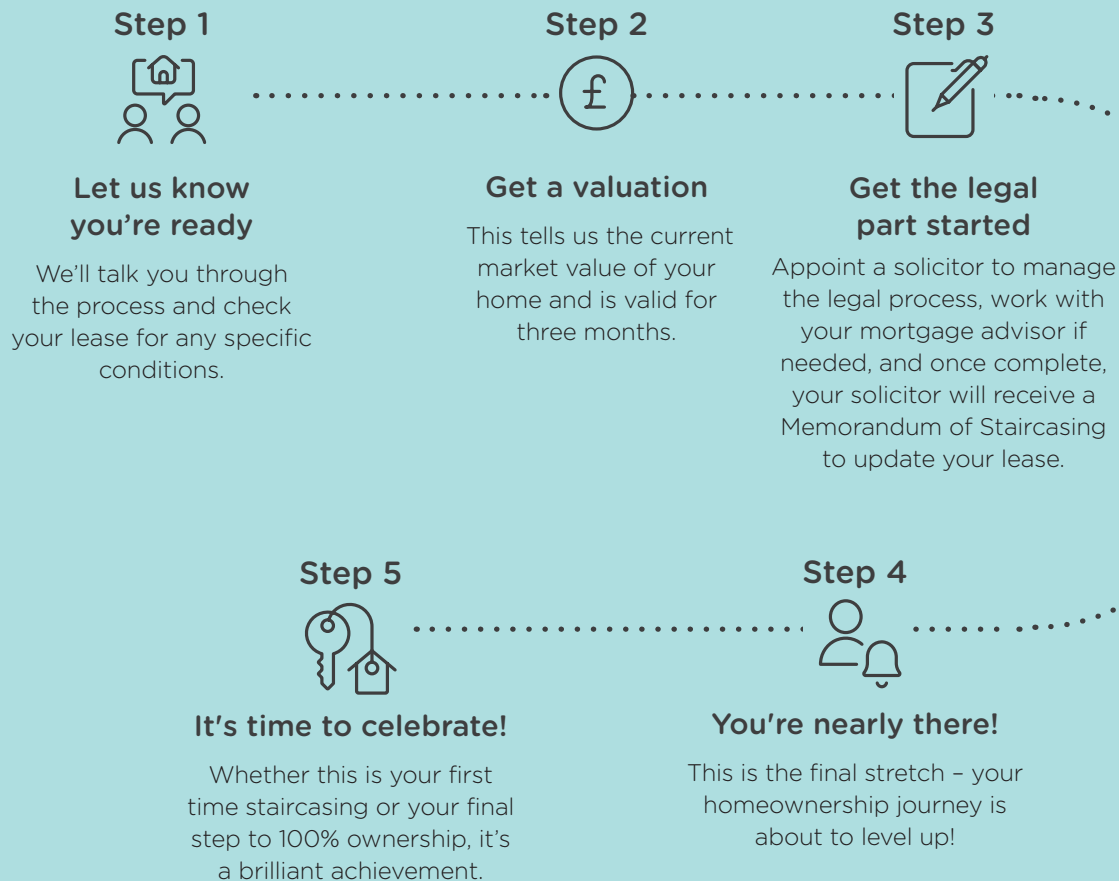 Step 1
Let us know
you’re ready
We’ll talk you through
the process and check
your lease for any specific
conditions.
Step 2
£
Get a valuation
This tells us the current
market value of your
home and is valid for
three months.
Step 3
Get the legal
part started
Appoint a solicitor to manage
the legal process, work with
your mortgage advisor if
needed, and once complete,
your solicitor will receive a
Memorandum of Staircasing
to update your lease.
Step 4
You're nearly there!
This is the final stretch – your
homeownership journey is
about to level up!
Step 5
It's time to celebrate!
Whether this is your first
time staircasing or your final
step to 100% ownership, it’s
a brilliant achievement.